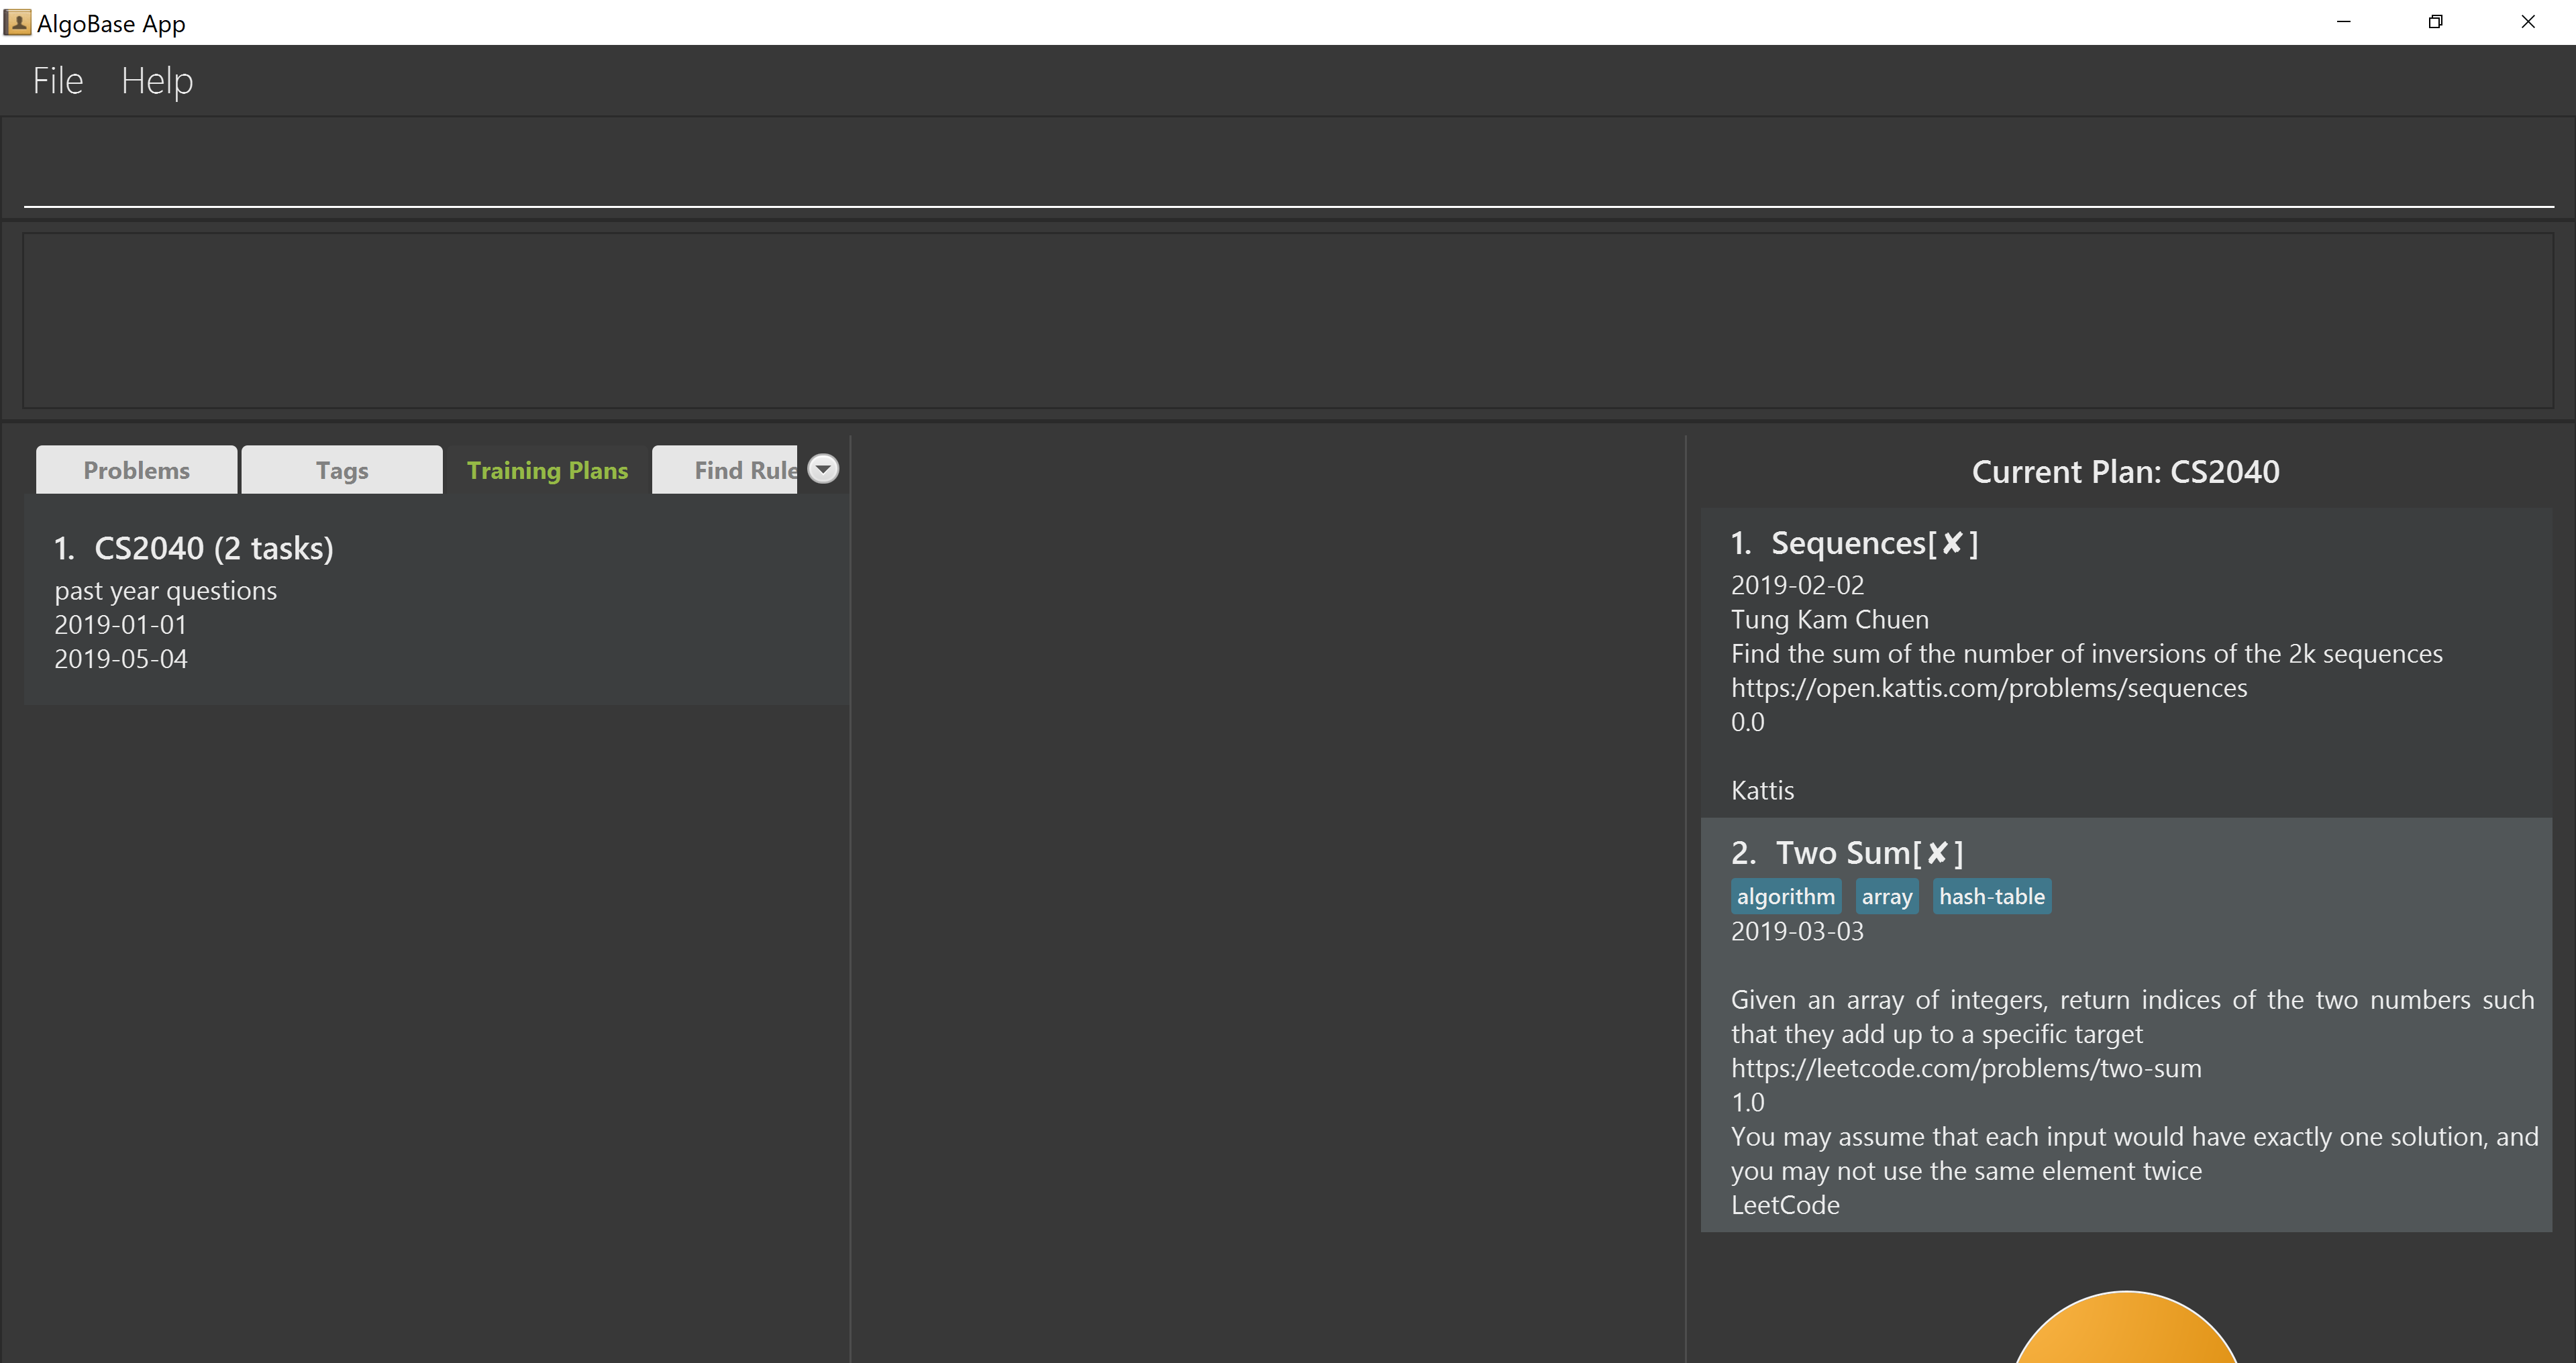 AlgoBase App
File Help
Problems Tags Training Plans Find Rule
1. CS2040 (2 tasks)
past year questions
2019-01-01
2019-05-04
Current Plan: CS2040
1. Sequences[✘]
2019-02-02
Tung Kam Chuen
Find the sum of the number of inversions of the 2k sequences
https://open.kattis.com/problems/sequences
0.0
Kattis
2. Two Sum[✘]
algorithm array hash-table
2019-03-03
Given an array of integers, return indices of the two numbers such
that they add up to a specific target
https://leetcode.com/problems/two-sum
1.0
You may assume that each input would have exactly one solution, and
you may not use the same element twice
LeetCode